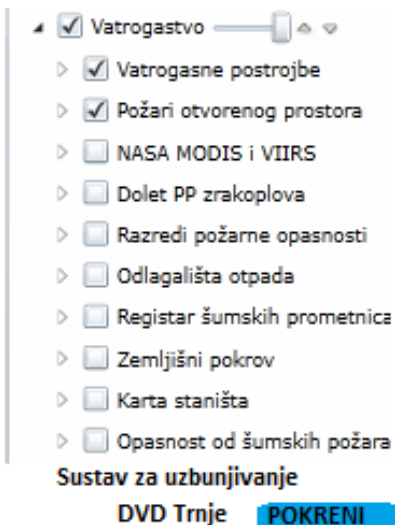 Vatrogastvo
Vatrogasne postrojbe
Požari otvorenog prostora
NASA MODIS i VIIRS
Dolet PP zrakoplova
Razredi požarne opasnosti
Odlagališta otpada
Registar šumskih prometnica
Zemljišni pokrov
Karta staništa
Opasnost od šumskih požara
Sustav za uzbunjivanje
DVD Trnje POKRENI